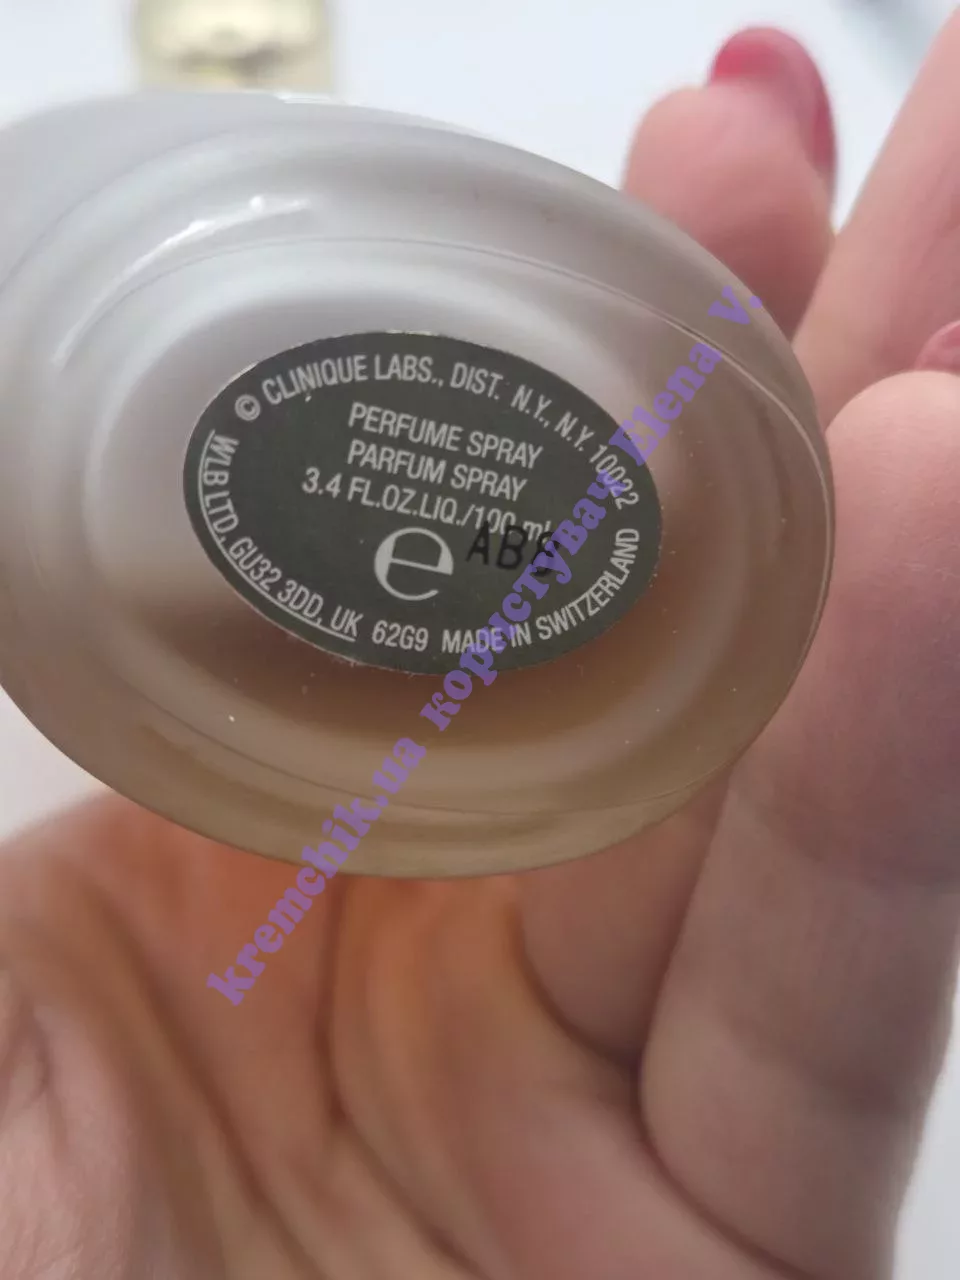 © CLINIQUE LABS., DIST. N.Y., N.Y. 10022
PERFUME SPRAY
PARFUM SPRAY
3.4 FL.OZ.LIQ./100 ml
e
WLB LTD, GU32 3DD, UK 62G9 MADE IN SWITZERLAND
kremchik.ua користувач Elena V.